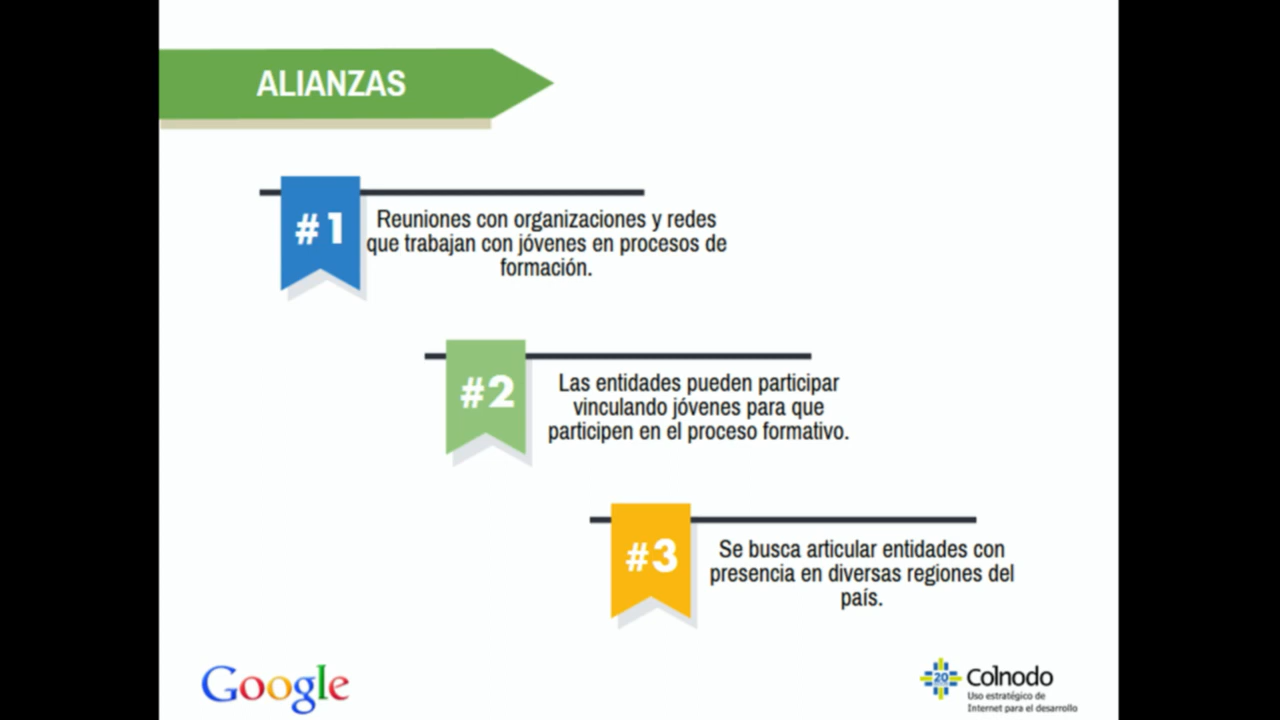 ALIANZAS
#1
Reuniones con organizaciones y redes
que trabajan con jóvenes en procesos de
formación.
#2
Las entidades pueden participar
vinculando jóvenes para que
participen en el proceso formativo.
#3
Se busca articular entidades con
presencia en diversas regiones del
país.
Google
20
Colnodo
Uso estratégico de
Internet para el desarrollo